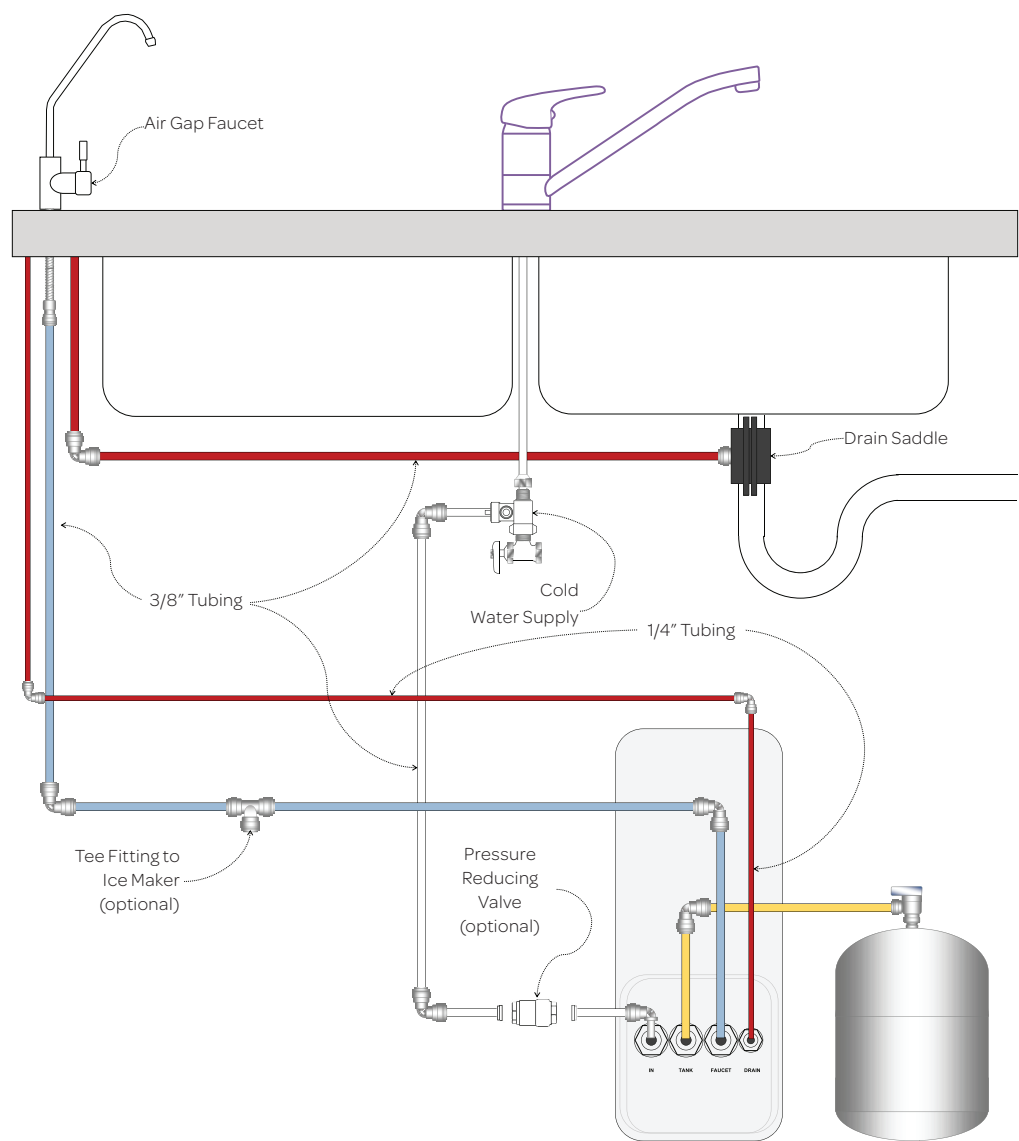 Air Gap Faucet
Drain Saddle
3/8” Tubing
Cold
Water Supply
1/4” Tubing
Tee Fitting to
Ice Maker
(optional)
Pressure
Reducing
Valve
(optional)
IN TANK FAUCET DRAIN